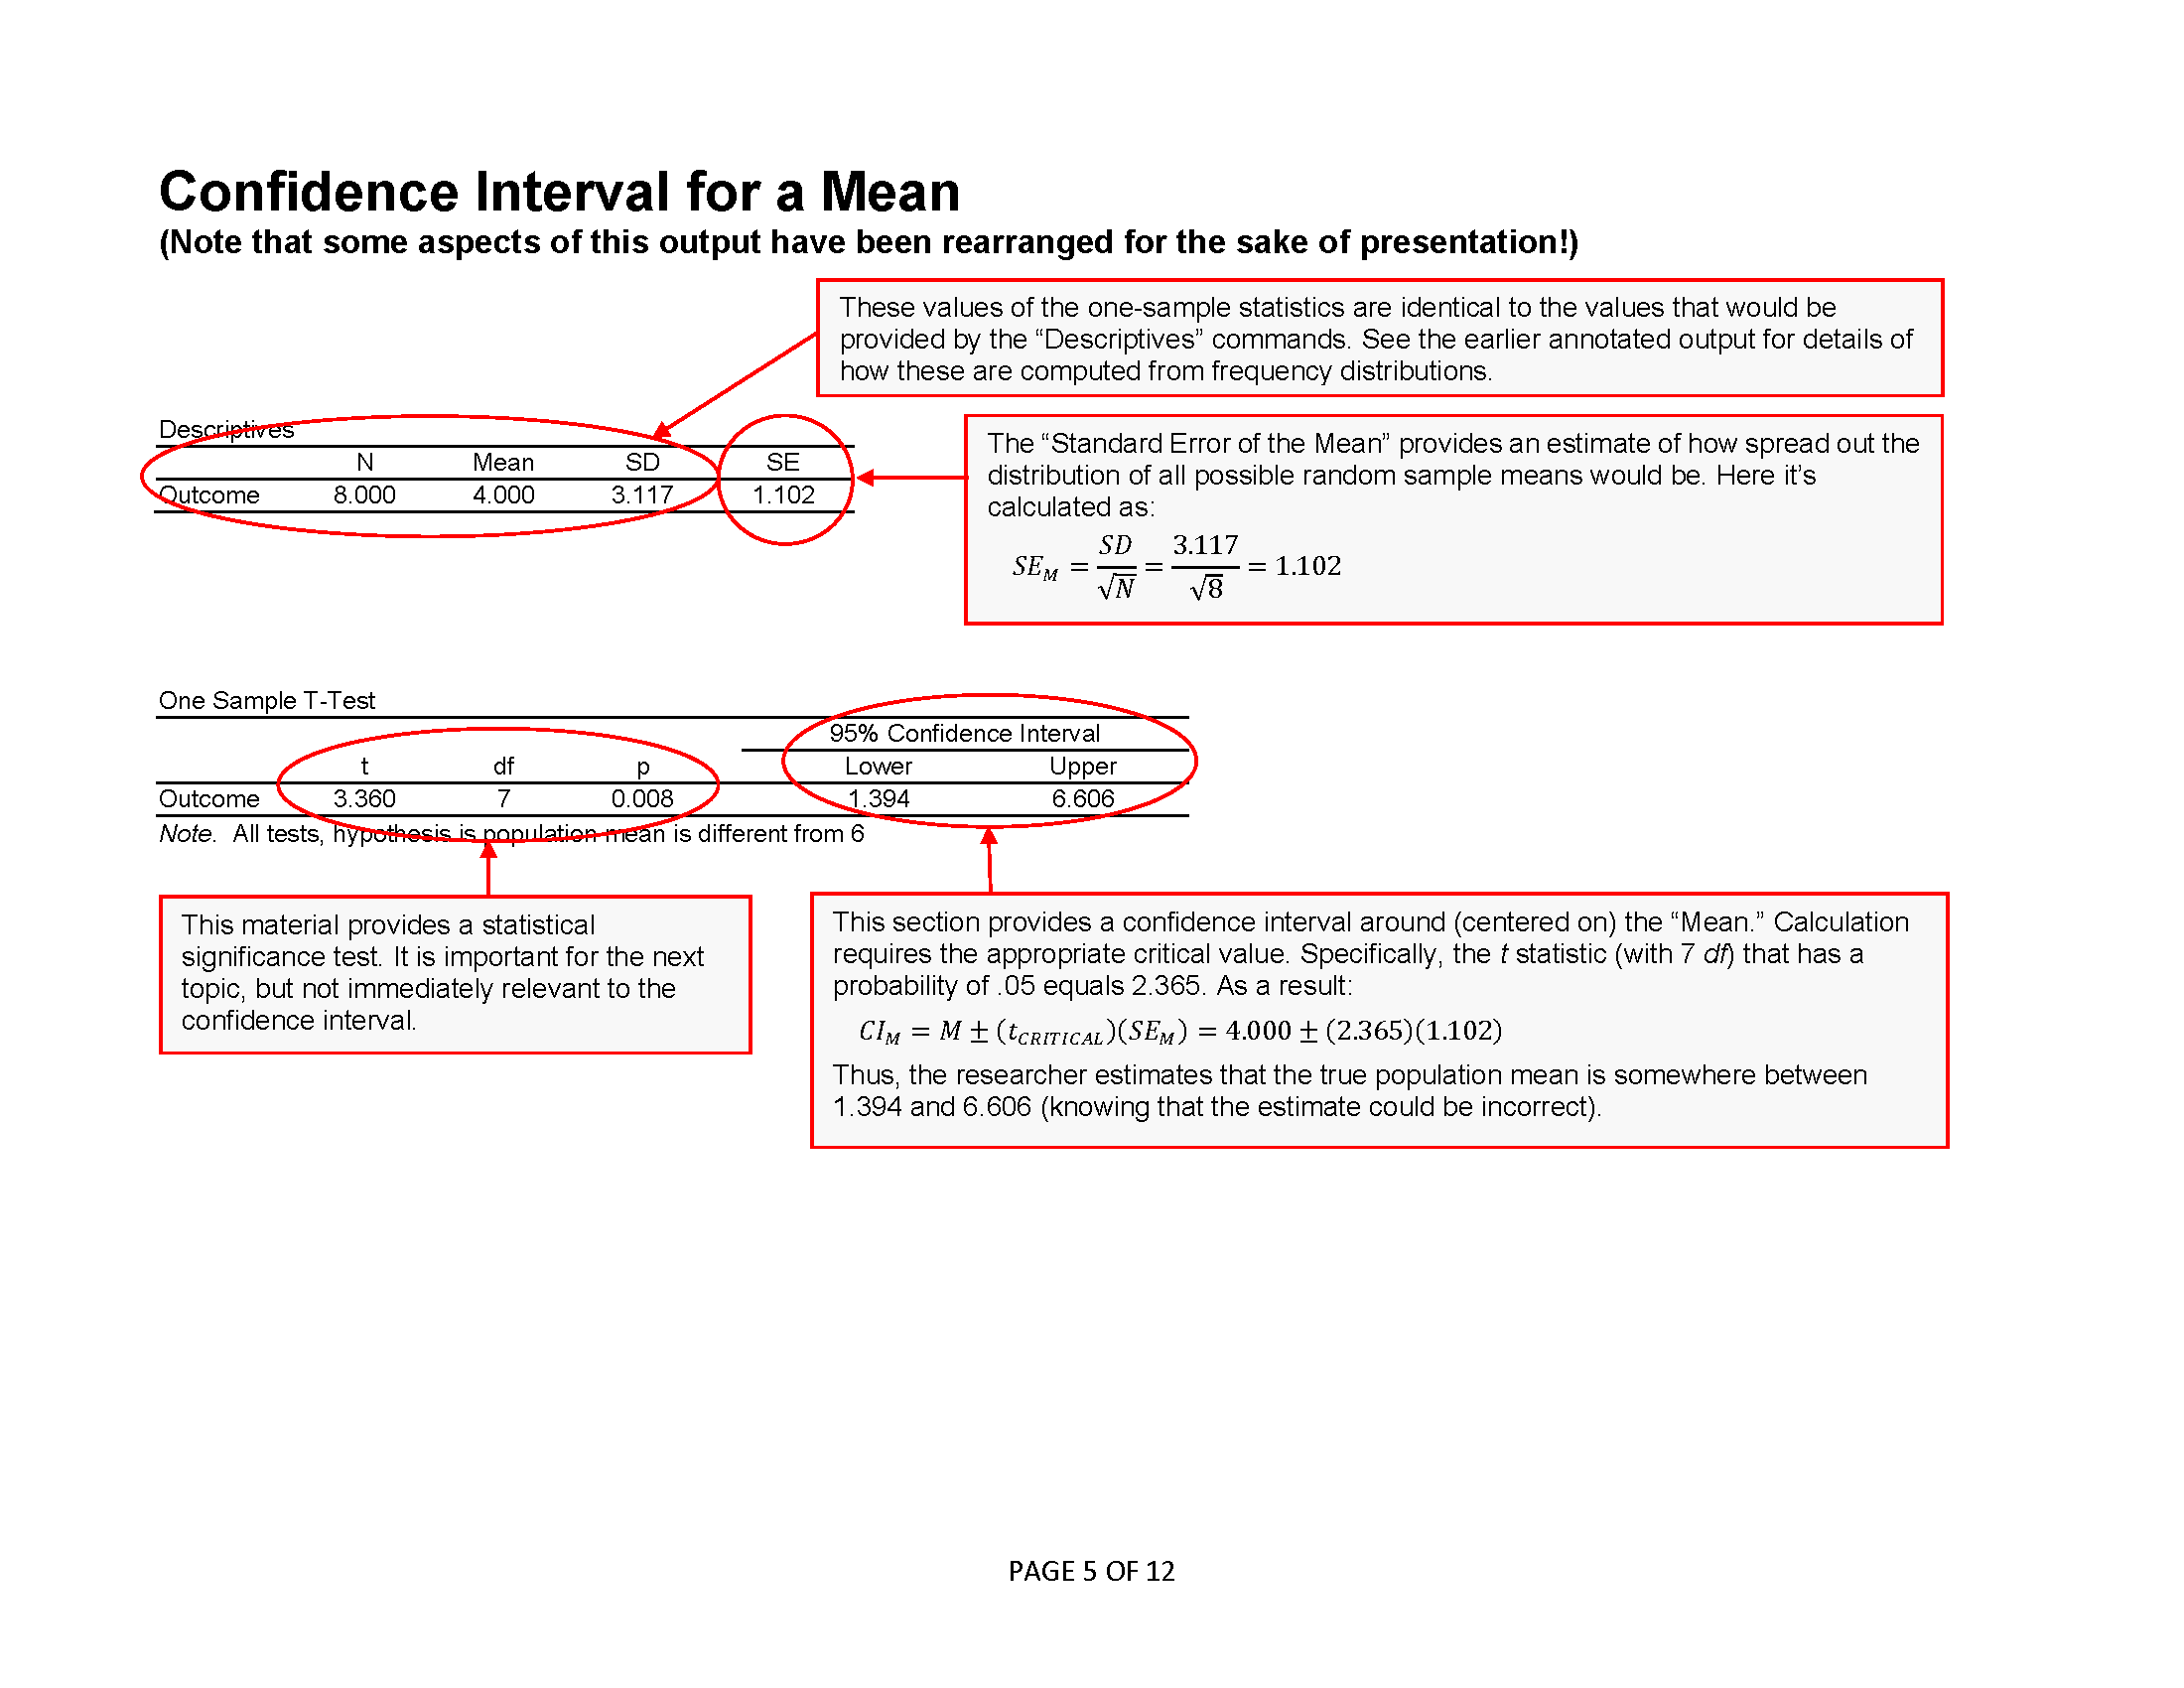 Confidence Interval for a Mean
(Note that some aspects of this output have been rearranged for the sake of presentation!)
These values of the one-sample statistics are identical to the values that would be
provided by the “Descriptives” commands. See the earlier annotated output for details of
how these are computed from frequency distributions.
Descriptives
N Mean SD SE
Outcome 8.000 4.000 3.117 1.102
The “Standard Error of the Mean” provides an estimate of how spread out the
distribution of all possible random sample means would be. Here it’s
calculated as:
SE_M = SD/√N = 3.117/√8 = 1.102
One Sample T-Test
95% Confidence Interval
t df p Lower Upper
Outcome 3.360 7 0.008 1.394 6.606
Note. All tests, hypothesis is population mean is different from 6
This material provides a statistical
significance test. It is important for the next
topic, but not immediately relevant to the
confidence interval.
This section provides a confidence interval around (centered on) the “Mean.” Calculation
requires the appropriate critical value. Specifically, the t statistic (with 7 df) that has a
probability of .05 equals 2.365. As a result:
CI_M = M ± (t_CRITICAL)(SE_M) = 4.000 ± (2.365)(1.102)
Thus, the researcher estimates that the true population mean is somewhere between
1.394 and 6.606 (knowing that the estimate could be incorrect).
PAGE 5 OF 12